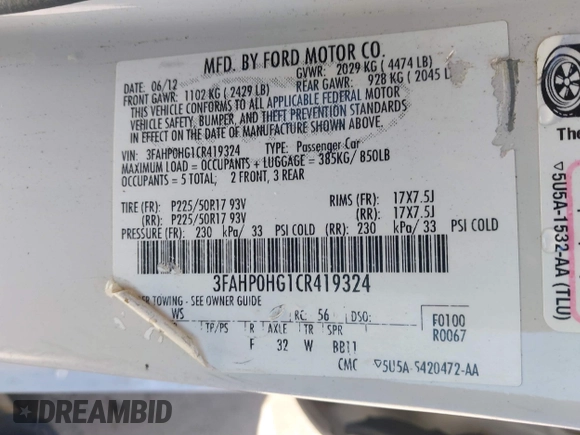 MFD. BY FORD MOTOR CO.
DATE: 06/12 GVWR: 2029 KG ( 4474 LB)
FRONT GAWR: 1102 KG ( 2429 LB) REAR GAWR: 928 KG ( 2045 L
THIS VEHICLE CONFORMS TO ALL APPLICABLE FEDERAL MOTOR
VEHICLE SAFETY, BUMPER, AND THEFT PREVENTION STANDARDS
IN EFFECT ON THE DATE OF MANUFACTURE SHOWN ABOVE.
VIN: 3FAHP0HG1CR419324 TYPE: Passenger Car
MAXIMUM LOAD = OCCUPANTS + LUGGAGE = 385KG/ 850LB
OCCUPANTS = 5 TOTAL; 2 FRONT, 3 REAR
TIRE (FR): P225/50R17 93V RIMS (FR): 17X7.5J
(RR): P225/50R17 93V (RR): 17X7.5J
PRESSURE (FR): 230 kPa/ 33 PSI COLD (RR): 230 kPa/ 33 PSI COLD
3FAHP0HG1CR419324
TOWING - SEE OWNER GUIDE
WS RC: 56 DSO: F0100
R0067
TP/PS R AXLE TR SPR
F 32 W BB11
CMC ▽5U5A-5420472-AA
The
▽5U5A-1532-AA (TLU)
DREAMBID